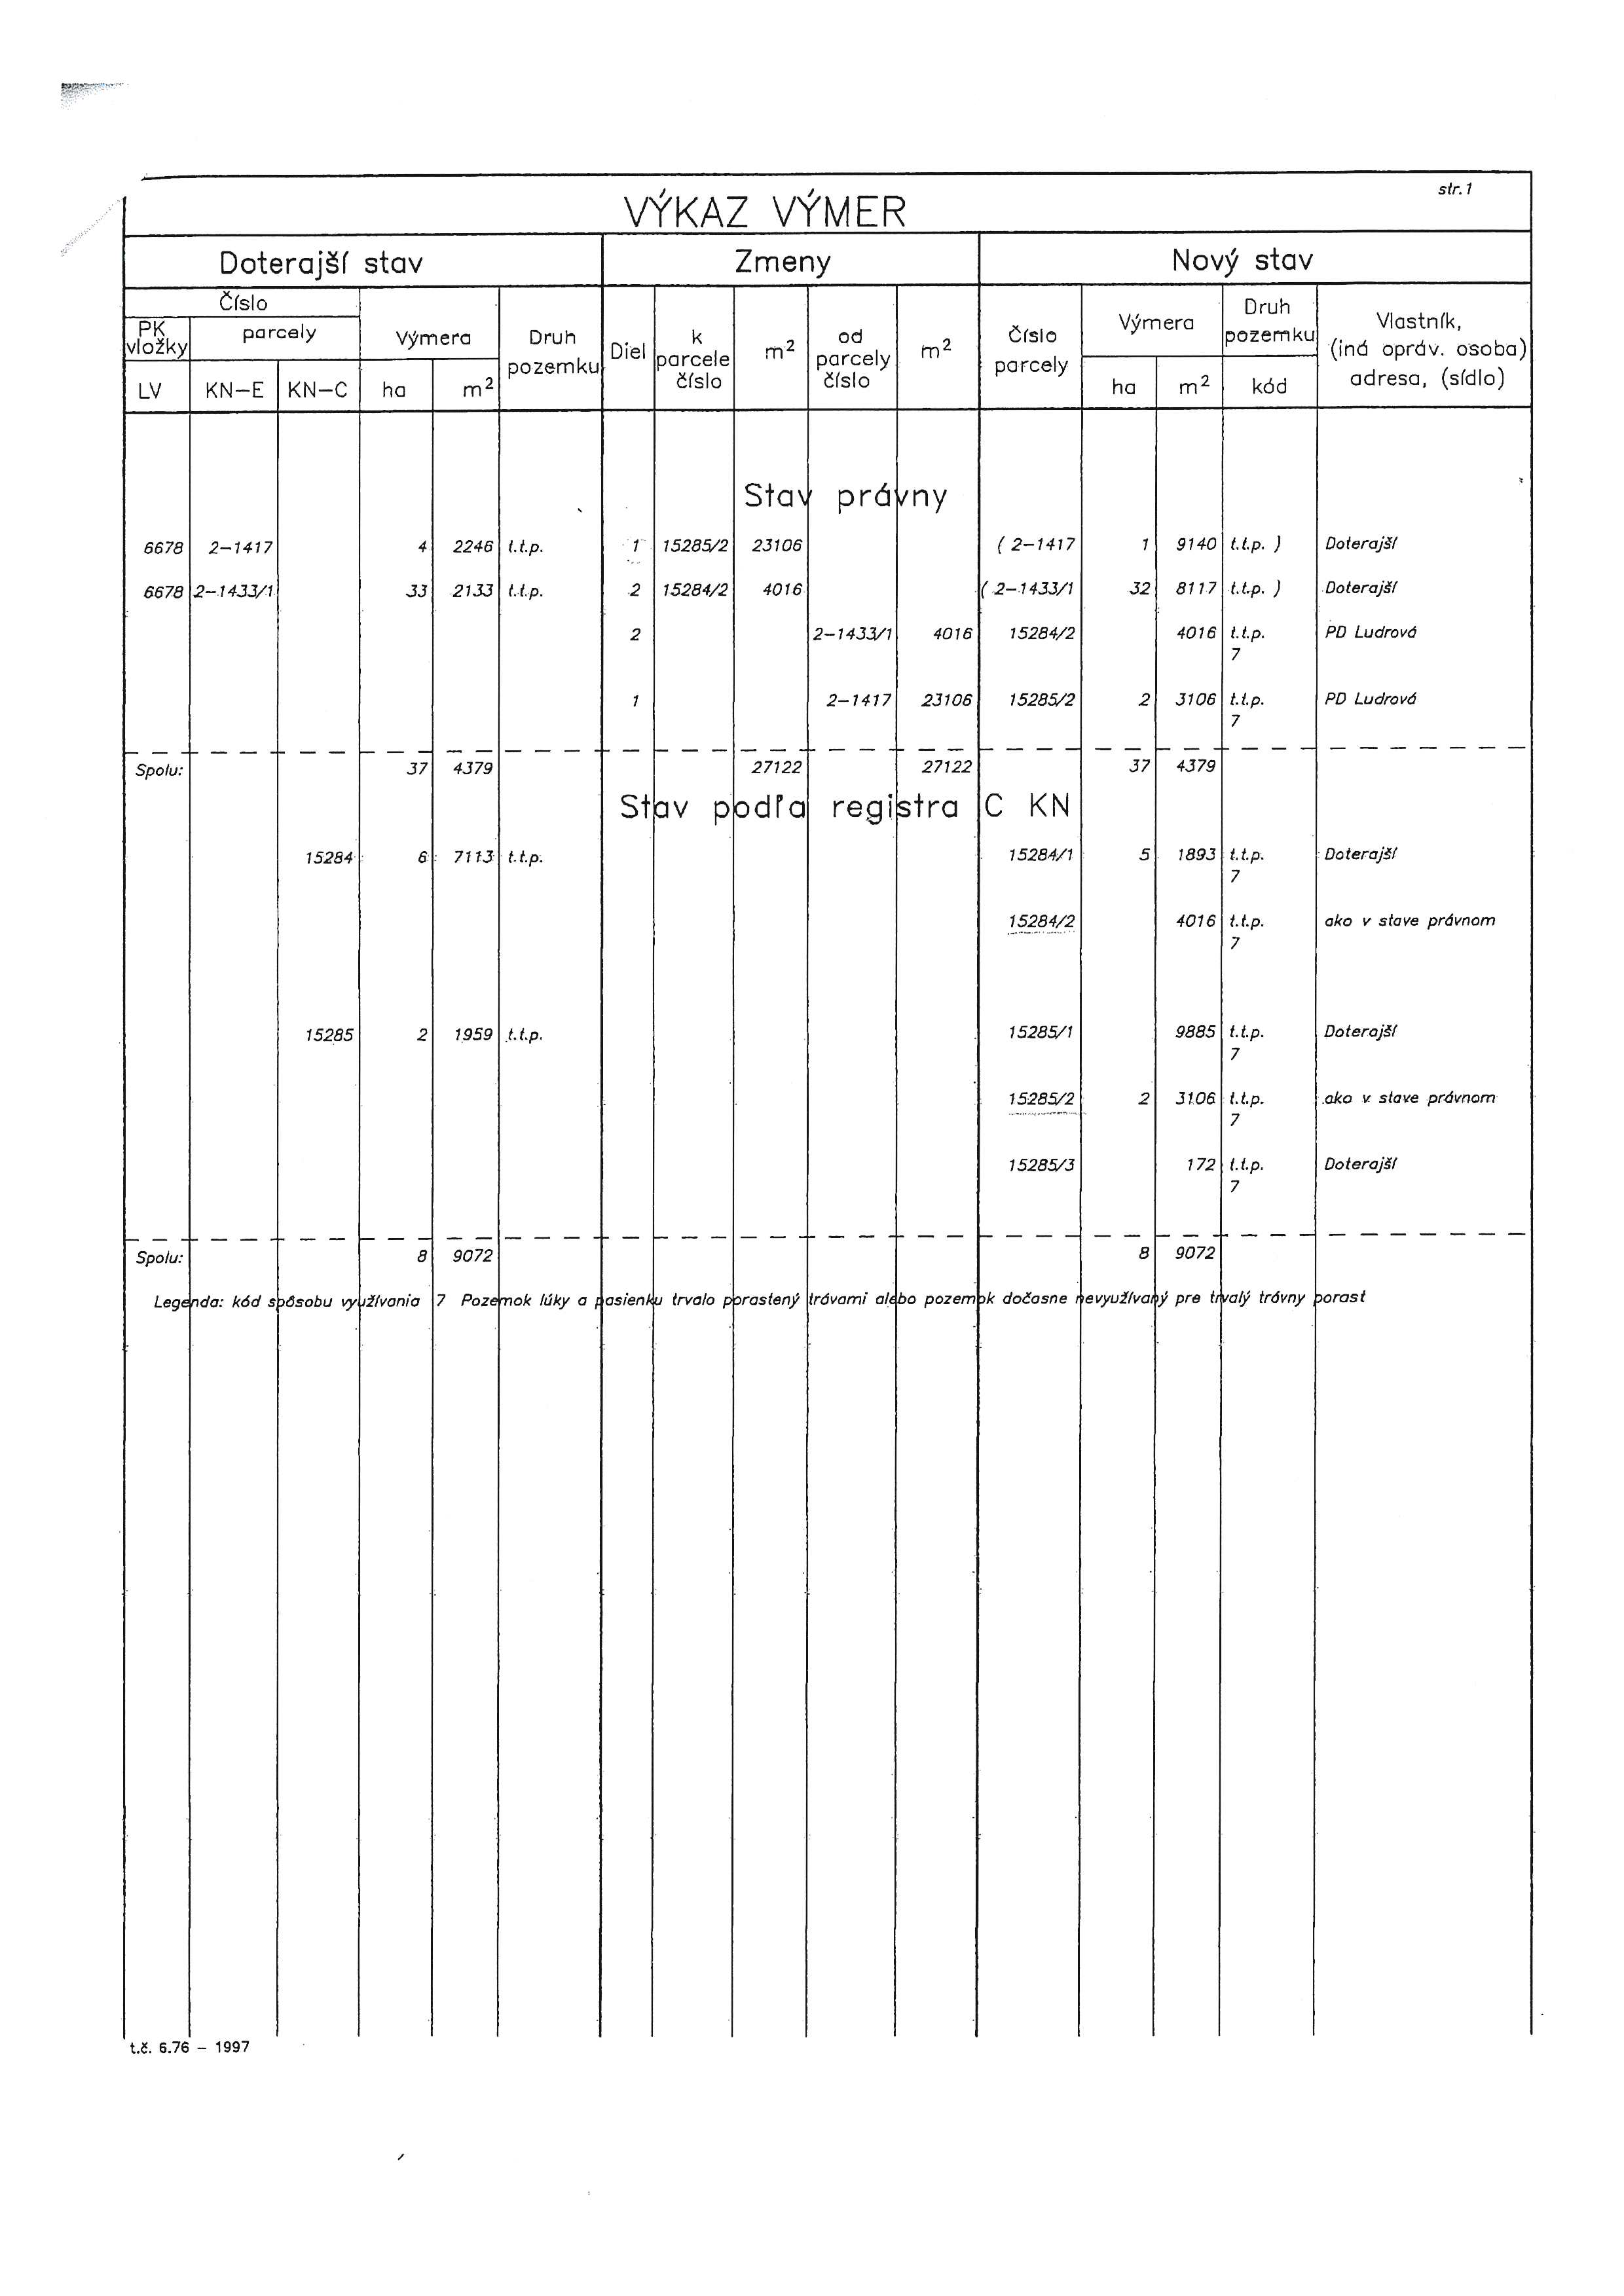 str.1
VÝKAZ VÝMER
Doterajší stav Zmeny Nový stav
Číslo
PK vložky parcely Výmera Druh pozemku Diel k parcele číslo m2 od parcely číslo m2 Číslo parcely Výmera Druh pozemku Vlastník, (iná opráv. osoba) adresa, (sídlo)
LV KN-E KN-C ha m2 ha m2 kód
Stav právny
6678 2-1417 4 2246 t.t.p. 1 15285/2 23106 ( 2-1417 1 9140 t.t.p. ) Doterajší
6678 2-1433/1 33 2133 t.t.p. 2 15284/2 4016 ( 2-1433/1 32 8117 t.t.p. ) Doterajší
2 2-1433/1 4016 15284/2 4016 t.t.p. PD Ludrová
7
1 2-1417 23106 15285/2 2 3106 t.t.p. PD Ludrová
7
Spolu: 37 4379 27122 27122 37 4379
Stav podľa registra C KN
15284 6 7113 t.t.p. 15284/1 5 1893 t.t.p. Doterajší
7
15284/2 4016 t.t.p. ako v stave právnom
7
15285 2 1959 t.t.p. 15285/1 9885 t.t.p. Doterajší
7
15285/2 2 3106 t.t.p. ako v stave právnom
7
15285/3 172 t.t.p. Doterajší
7
Spolu: 8 9072 8 9072
Legenda: kód spôsobu využívania 7 Pozemok lúky a pasienku trvalo porastený trávami alebo pozemok dočasne nevyužívaný pre trvalý trávny porast
t.č. 6.76 - 1997